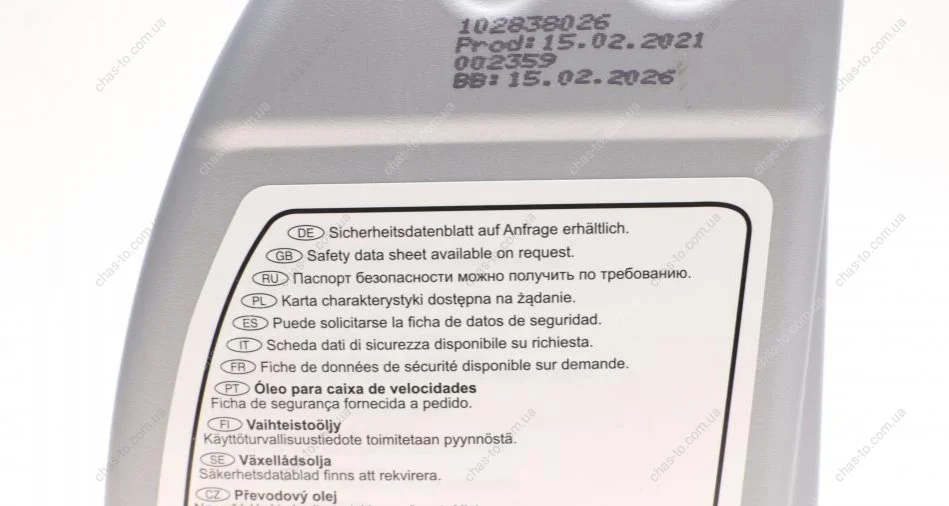 102838026
Prod: 15.02.2021
002359
BB: 15.02.2026
DE Sicherheitsdatenblatt auf Anfrage erhältlich.
GB Safety data sheet available on request.
RU Паспорт безопасности можно получить по требованию.
PL Karta charakterystyki dostępna na żądanie.
ES Puede solicitarse la ficha de datos de seguridad.
IT Scheda dati di sicurezza disponibile su richiesta.
FR Fiche de données de sécurité disponible sur demande.
PT Óleo para caixa de velocidades
Ficha de segurança fornecida a pedido.
FI Vaihteistoöljy
Käyttöturvallisuustiedote toimitetaan pyynnöstä.
SE Växellådsolja
Säkerhetsdatablad finns att rekvirera.
CZ Převodový olej
chas-to.com.ua